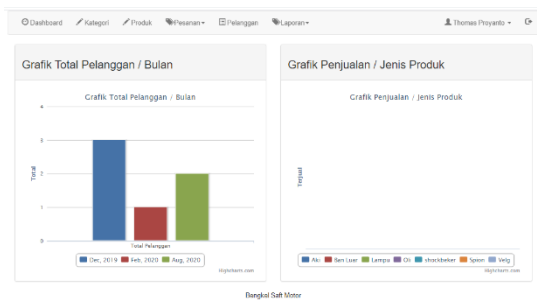 Dashboard Kategori Produk Pesanan Pelanggan Laporan Thomas Proyanto
Grafik Total Pelanggan / Bulan
Grafik Total Pelanggan / Bulan
Total
4
3
2
1
0
Total Pelanggan
Dec, 2019 Feb, 2020 Aug, 2020
Highcharts.com
Grafik Penjualan / Jenis Produk
Grafik Penjualan / Jenis Produk
Terjual
Aki Ban Luar Lampu Oli shockbeker Spion Velg
Highcharts.com
Bengkel Saft Motor